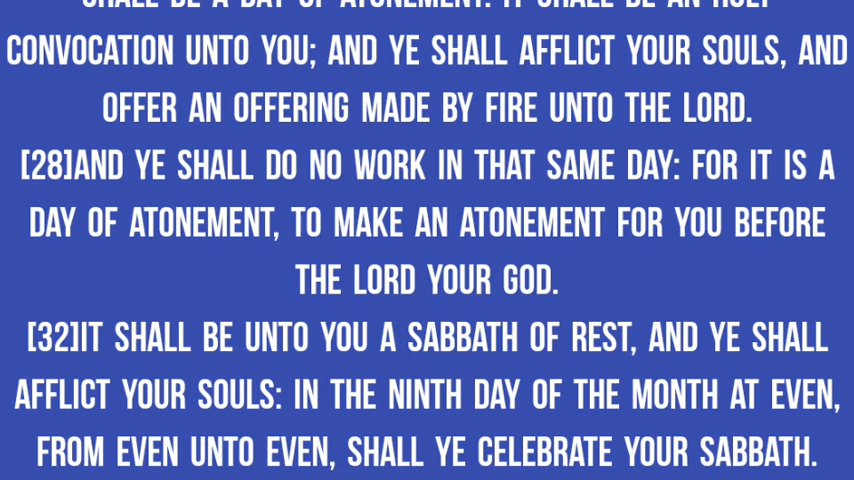 SHALL BE A DAY OF ATONEMENT: IT SHALL BE AN HOLY
CONVOCATION UNTO YOU; AND YE SHALL AFFLICT YOUR SOULS, AND
OFFER AN OFFERING MADE BY FIRE UNTO THE LORD.
[28]AND YE SHALL DO NO WORK IN THAT SAME DAY: FOR IT IS A
DAY OF ATONEMENT, TO MAKE AN ATONEMENT FOR YOU BEFORE
THE LORD YOUR GOD.
[32]IT SHALL BE UNTO YOU A SABBATH OF REST, AND YE SHALL
AFFLICT YOUR SOULS: IN THE NINTH DAY OF THE MONTH AT EVEN,
FROM EVEN UNTO EVEN, SHALL YE CELEBRATE YOUR SABBATH.